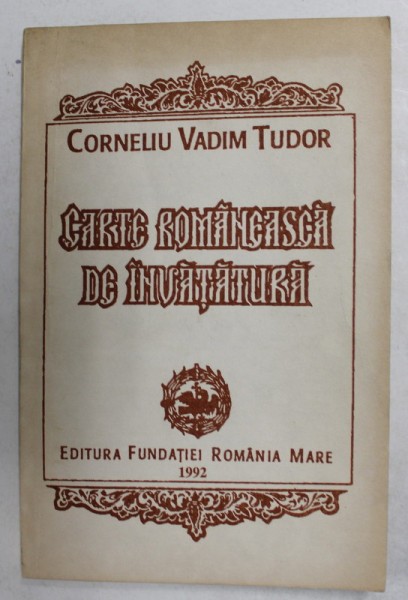 CORNELIU VADIM TUDOR
CARTE ROMÂNEASCĂ
DE ÎNVĂȚĂTURĂ
EDITURA FUNDAȚIEI ROMÂNIA MARE
1992